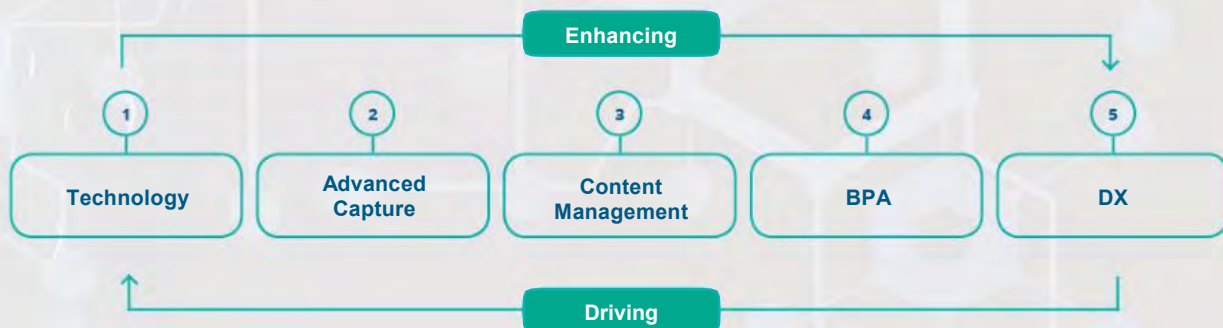 Enhancing
1
2
3
4
5
Technology
Advanced
Capture
Content
Management
BPA
DX
Driving